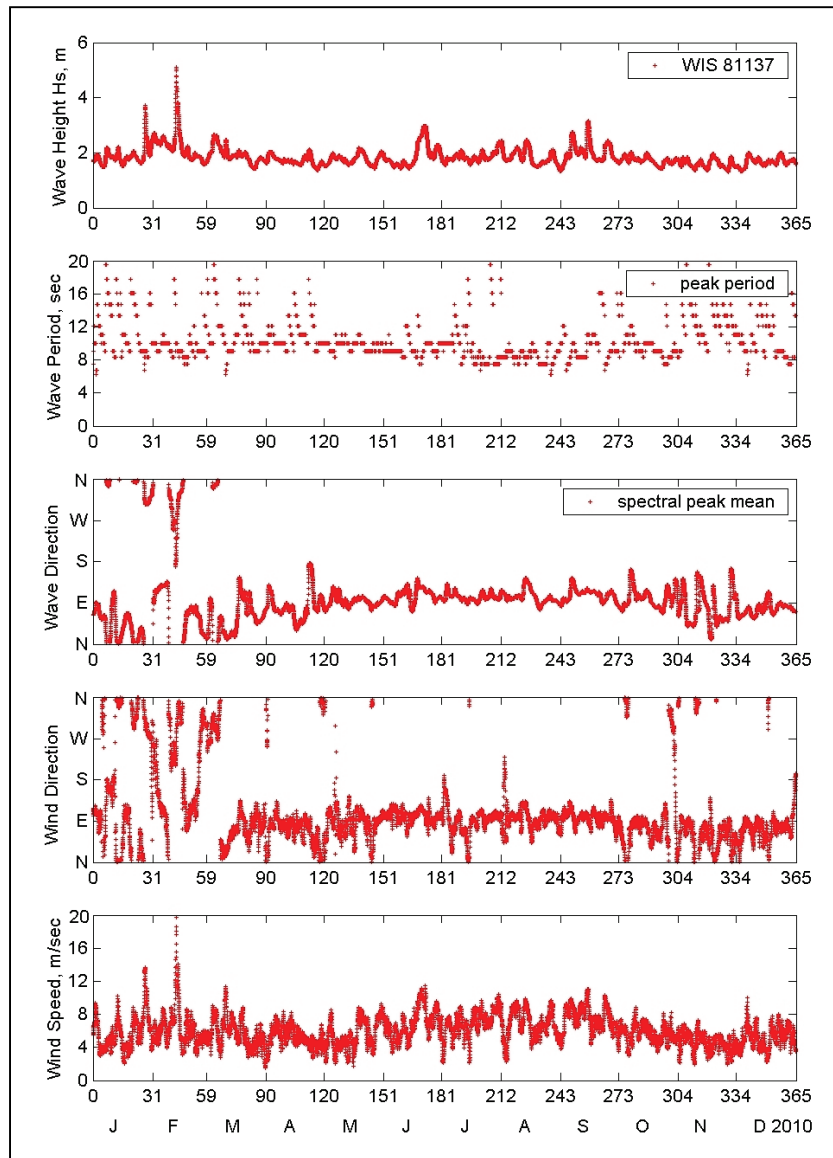 Wave Height Hs, m
6
4
2
0
WIS 81137
0 31 59 90 120 151 181 212 243 273 304 334 365
Wave Period, sec
20
16
12
8
4
0
peak period
0 31 59 90 120 151 181 212 243 273 304 334 365
Wave Direction
N
W
S
E
N
spectral peak mean
0 31 59 90 120 151 181 212 243 273 304 334 365
Wind Direction
N
W
S
E
N
0 31 59 90 120 151 181 212 243 273 304 334 365
Wind Speed, m/sec
20
16
12
8
4
0
0 31 59 90 120 151 181 212 243 273 304 334 365
J F M A M J J A S O N D 2010